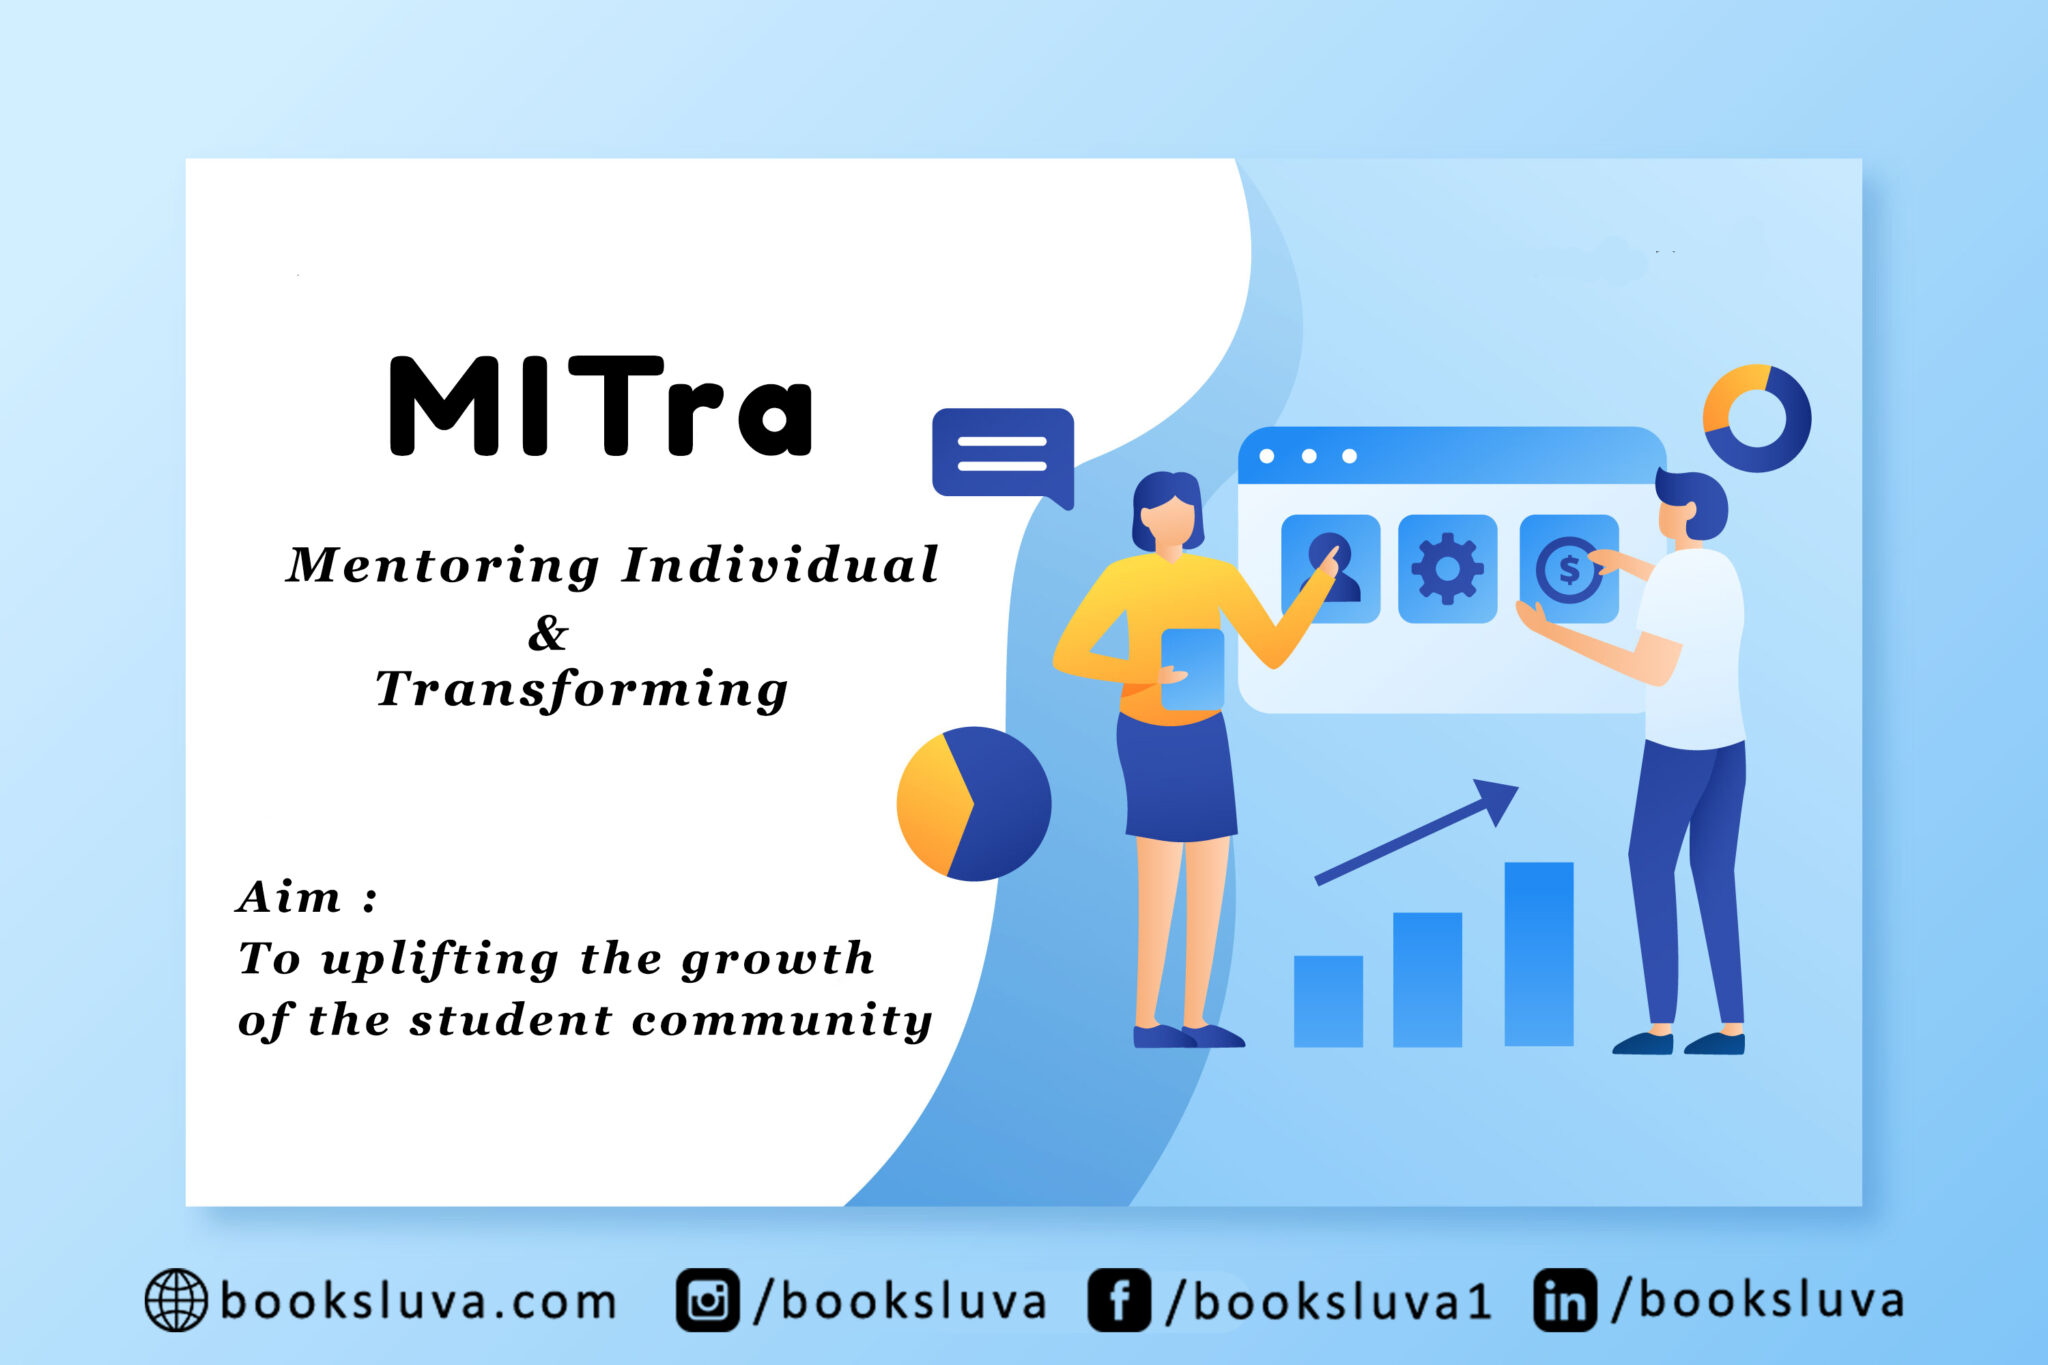 MITra
Mentoring Individual
&
Transforming
Aim :
To uplifting the growth
of the student community
$
booksluva.com /booksluva /booksluva1 /booksluva